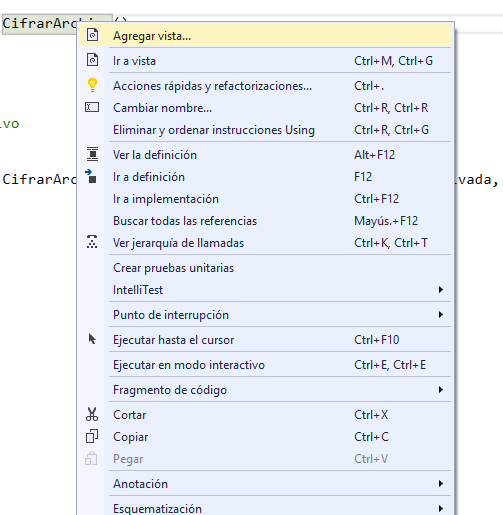 CifrarArchivo()
Agregar vista...
Ir a vista Ctrl+M, Ctrl+G
Acciones rápidas y refactorizaciones... Ctrl+.
Cambiar nombre... Ctrl+R, Ctrl+R
ivo
Eliminar y ordenar instrucciones Using Ctrl+R, Ctrl+G
Ver la definición Alt+F12
CifrarArc
Ir a definición F12
ivada,
Ir a implementación Ctrl+F12
Buscar todas las referencias Mayús.+F12
Ver jerarquía de llamadas Ctrl+K, Ctrl+T
Crear pruebas unitarias
IntelliTest
Punto de interrupción
Ejecutar hasta el cursor Ctrl+F10
Ejecutar en modo interactivo Ctrl+E, Ctrl+E
Fragmento de código
Cortar Ctrl+X
Copiar Ctrl+C
Pegar Ctrl+V
Anotación
Esquematización